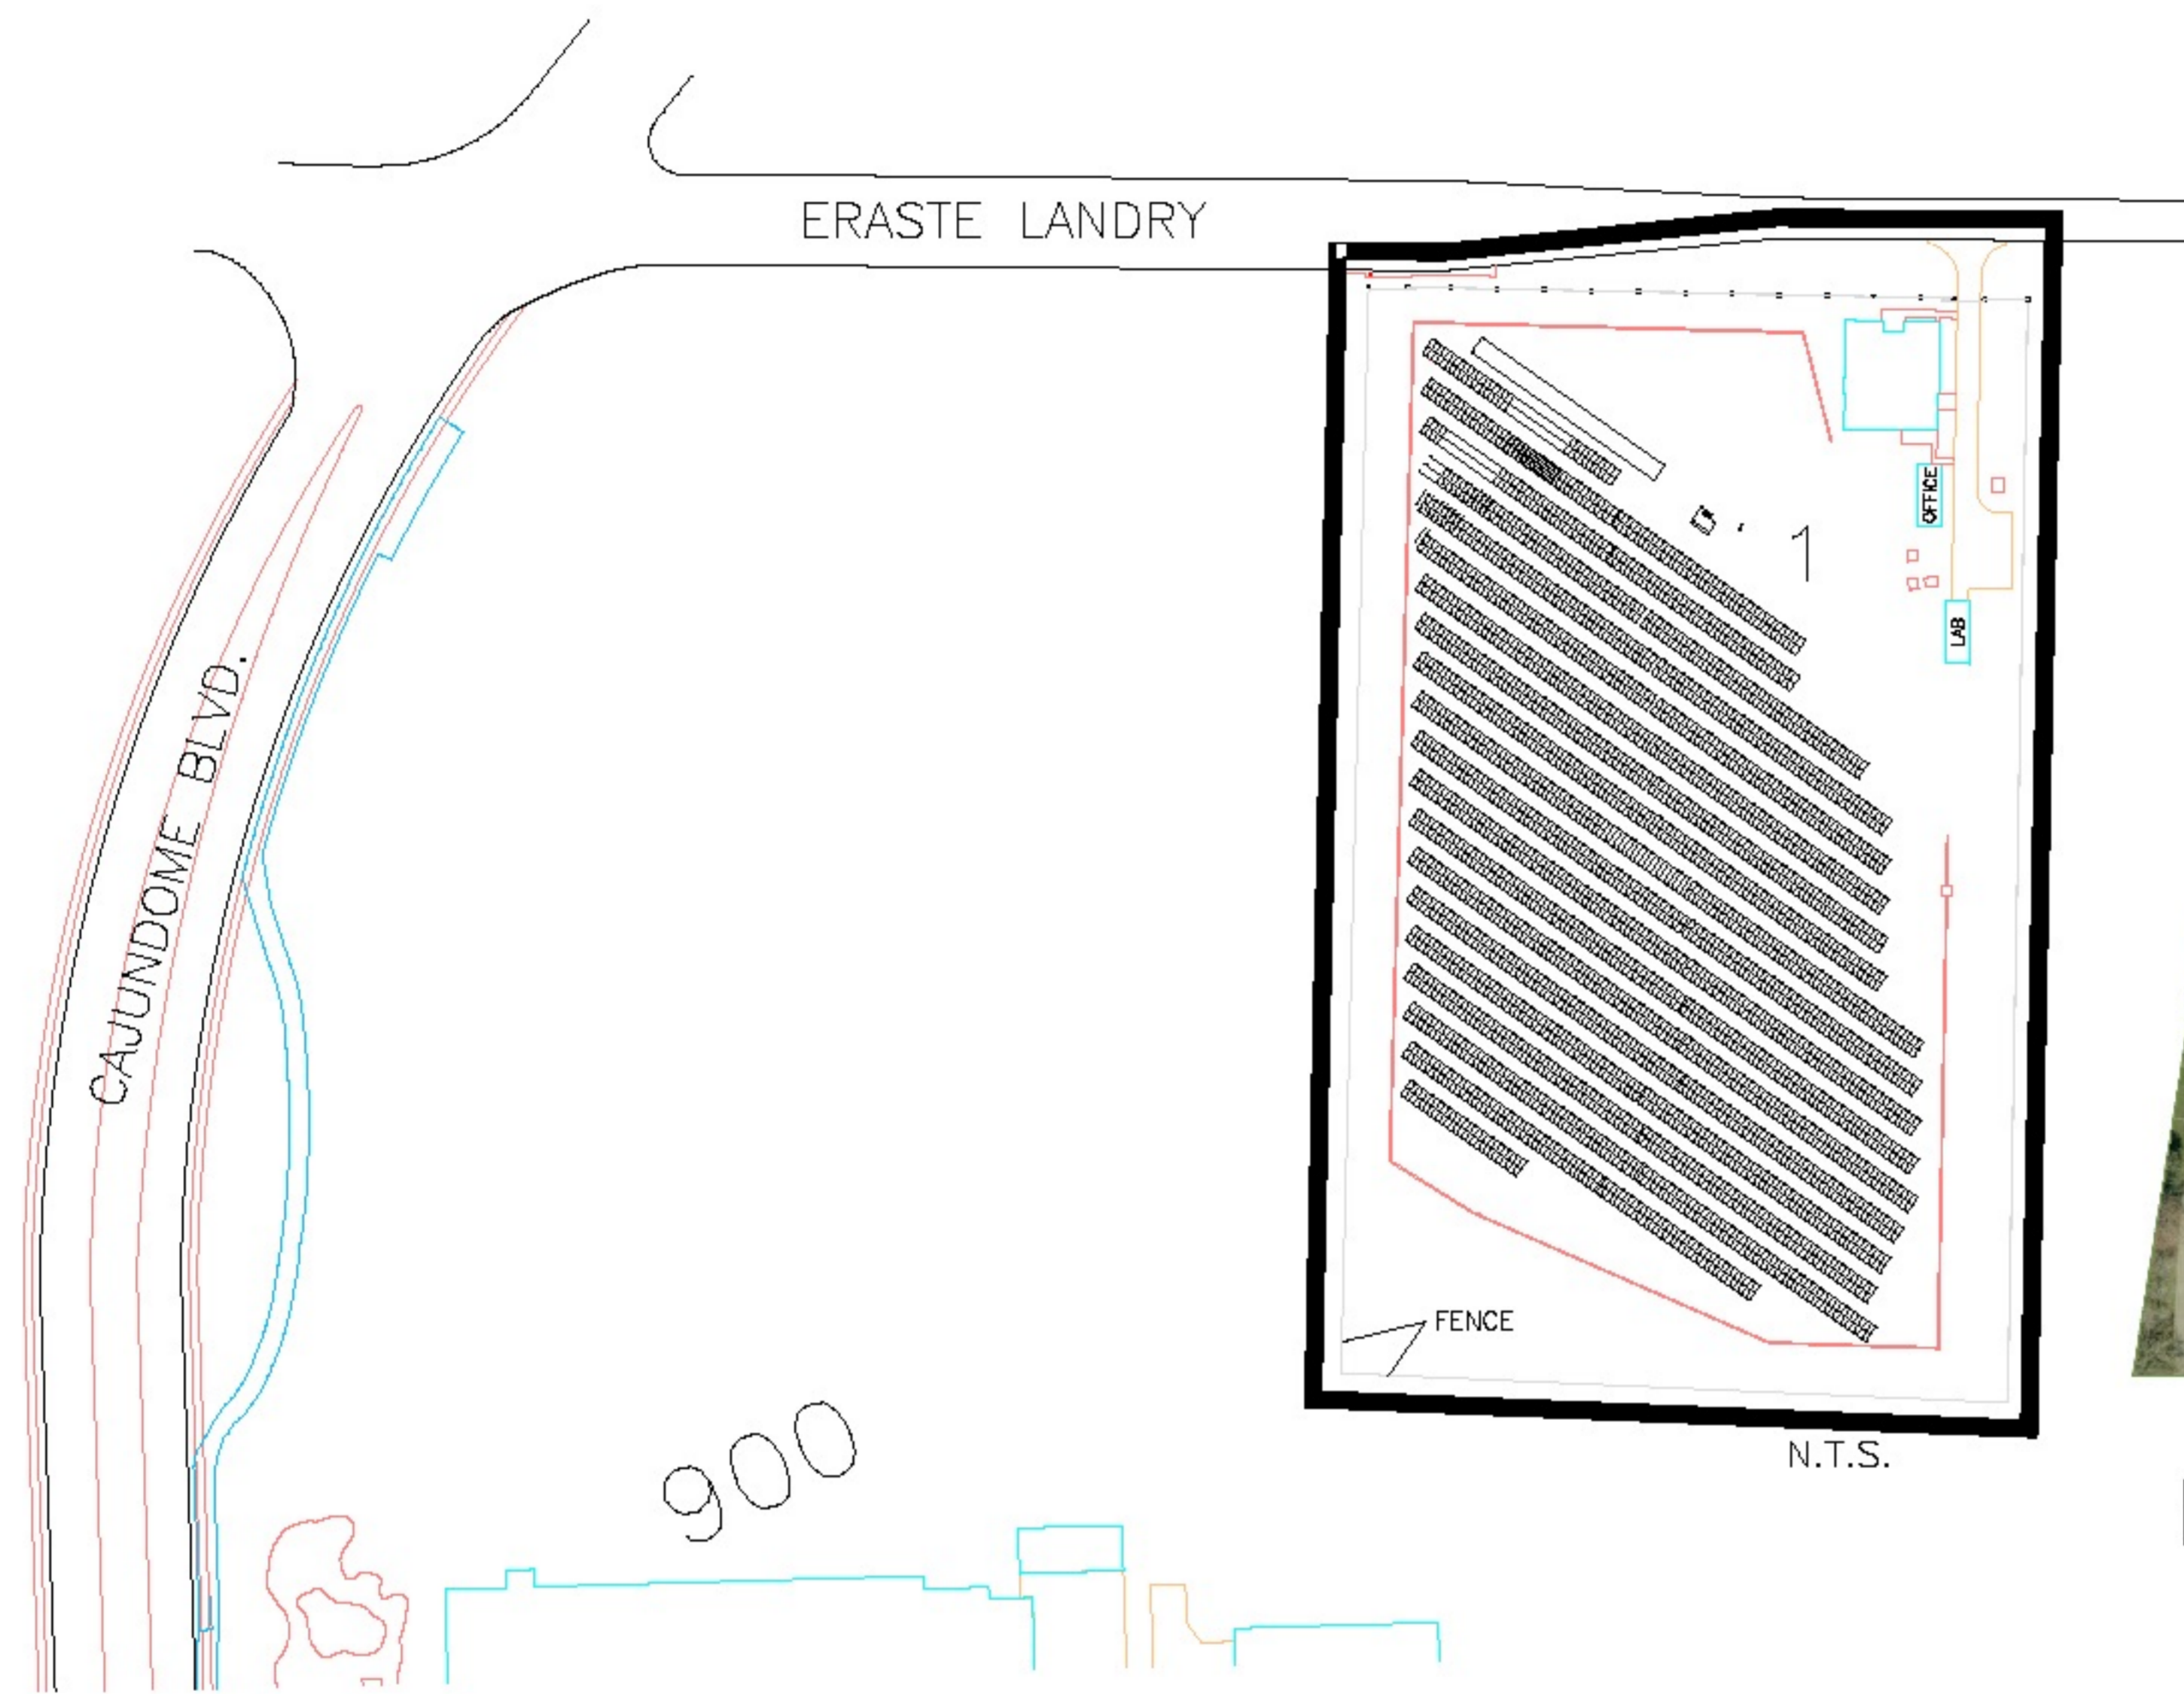 ERASTE LANDRY
1
OFFICE
LAB
CAJUNDOME BLVD.
FENCE
900
N.T.S.